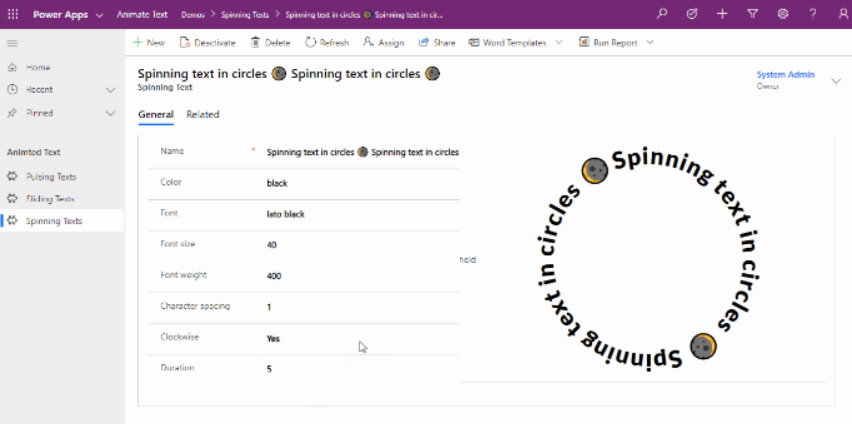 Power Apps Animate Text Demos > Spinning Texts > Spinning text in circles 🌘 Spinning text in cir...
New Deactivate Delete Refresh Assign Share Word Templates Run Report
Home
Recent
Pinned
Animted Text
Pulsing Texts
Sliding Texts
Spinning Texts
Spinning text in circles 🌘 Spinning text in circles 🌘
Spinning Text
System Admin
Owner
General Related
Name * Spinning text in circles 🌘 Spinning text in circles
Color black
Font lato black
Font size 40
Font weight 400
Character spacing 1
Clockwise Yes
Duration 5
hold
Spinning text in circles 🌘 Spinning text in circles 🌘